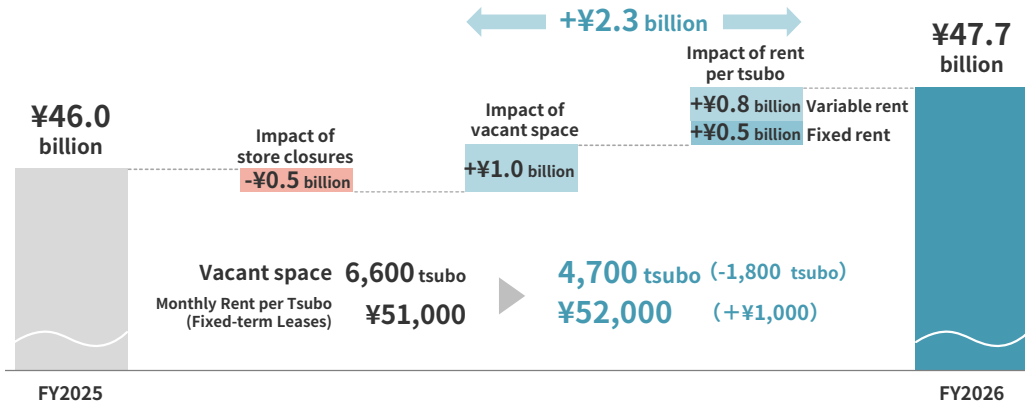 +¥2.3 billion
¥46.0
billion
Impact of
store closures
-¥0.5 billion
Impact of
vacant space
+¥1.0 billion
Impact of rent
per tsubo
+¥0.8 billion Variable rent
+¥0.5 billion Fixed rent
¥47.7
billion
Vacant space 6,600 tsubo 4,700 tsubo (-1,800 tsubo)
Monthly Rent per Tsubo
(Fixed-term Leases) ¥51,000 ¥52,000 (+¥1,000)
FY2025
FY2026